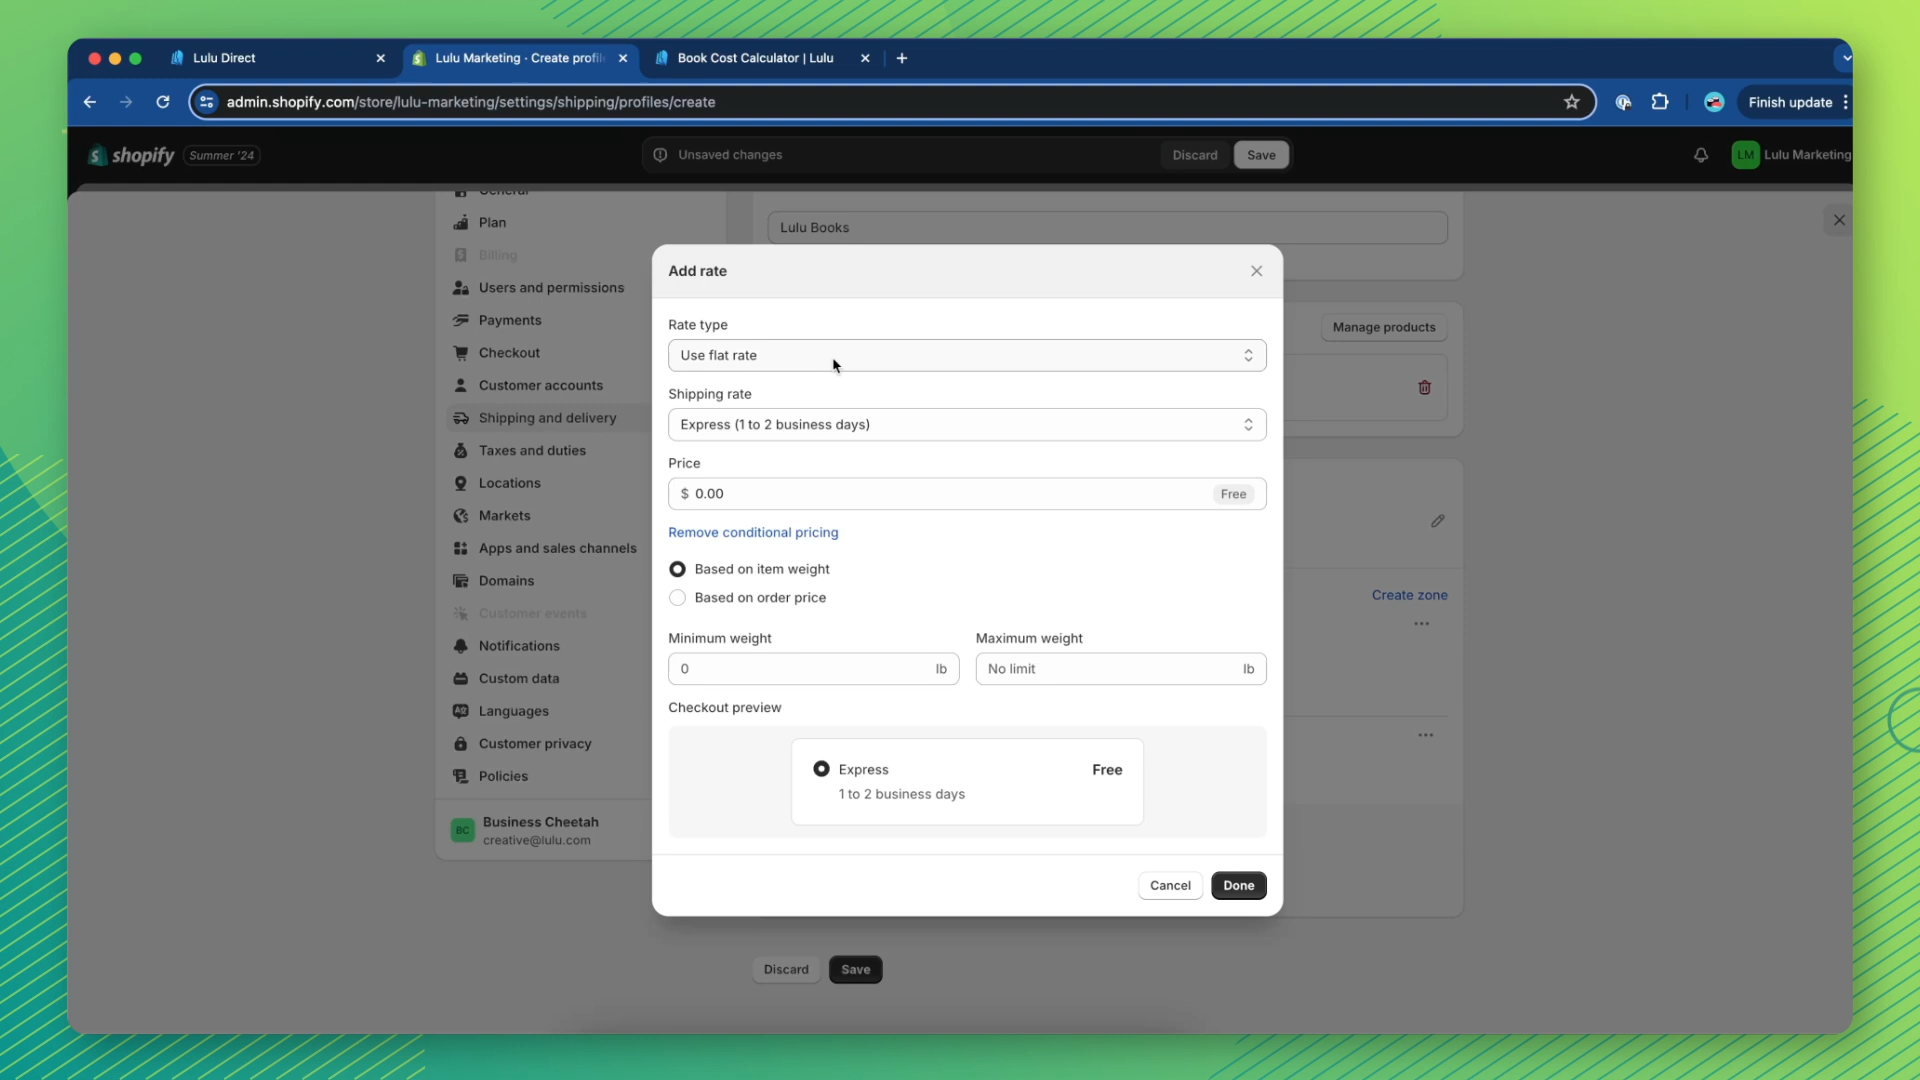 Lulu Direct
Lulu Marketing · Create profil
Book Cost Calculator | Lulu
admin.shopify.com/store/lulu-marketing/settings/shipping/profiles/create
Finish update
shopify
Summer '24
Unsaved changes
Discard
Save
LM
Lulu Marketing
General
Plan
Billing
Users and permissions
Payments
Checkout
Customer accounts
Shipping and delivery
Taxes and duties
Locations
Markets
Apps and sales channels
Domains
Customer events
Notifications
Custom data
Languages
Customer privacy
Policies
BC
Business Cheetah
creative@lulu.com
Lulu Books
Manage products
Create zone
Add rate
Rate type
Use flat rate
Shipping rate
Express (1 to 2 business days)
Price
$ 0.00
Free
Remove conditional pricing
Based on item weight
Based on order price
Minimum weight
Maximum weight
0 lb
No limit lb
Checkout preview
Express
Free
1 to 2 business days
Cancel
Done
Discard
Save